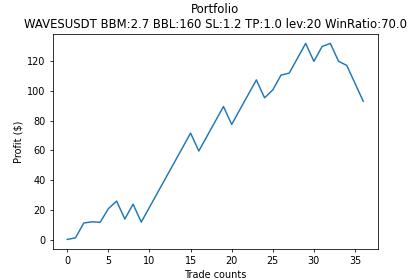 Portfolio
WAVESUSDT BBM:2.7 BBL:160 SL:1.2 TP:1.0 lev:20 WinRatio:70.0
120
100
80
60
40
20
0
Profit ($)
0 5 10 15 20 25 30 35
Trade counts